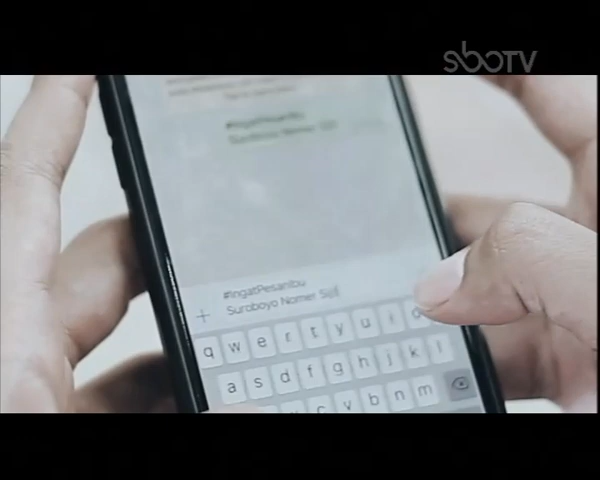 sboTV
#IngatPesanIbu
Suroboyo Nomer Siji
#IngatPesanIbu
Suroboyo Nomer Siji
q w e r t y u i o
a s d f g h j k l
c v b n m